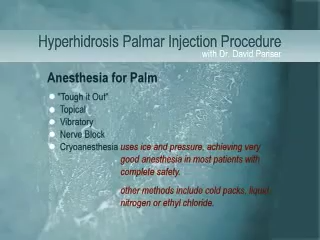 Hyperhidrosis Palmar Injection Procedure
with Dr. David Pariser
Anesthesia for Palm
"Tough it Out"
Topical
Vibratory
Nerve Block
Cryoanesthesia uses ice and pressure, achieving very
good anesthesia in most patients with
complete safety.
other methods include cold packs, liquid
nitrogen or ethyl chloride.